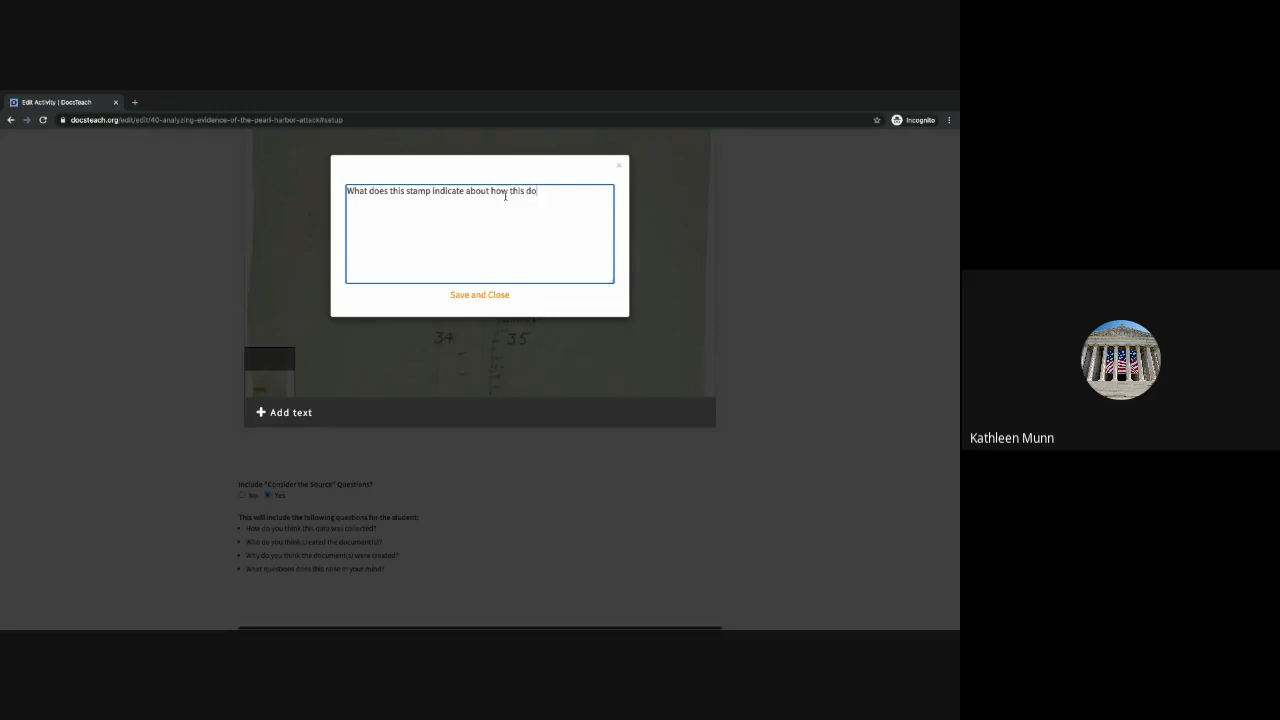 Edit Activity | DocsTeach
docsteach.org/edit/edit/40-analyzing-evidence-of-the-pearl-harbor-attack#setup
Incognito
What does this stamp indicate about how this do
Save and Close
34 35
Add text
Include "Consider the Source" Questions?
No Yes
This will include the following questions for the student:
How do you think this data was collected?
Who do you think created the document(s)?
Why do you think the document(s) were created?
What questions does this raise in your mind?
Kathleen Munn